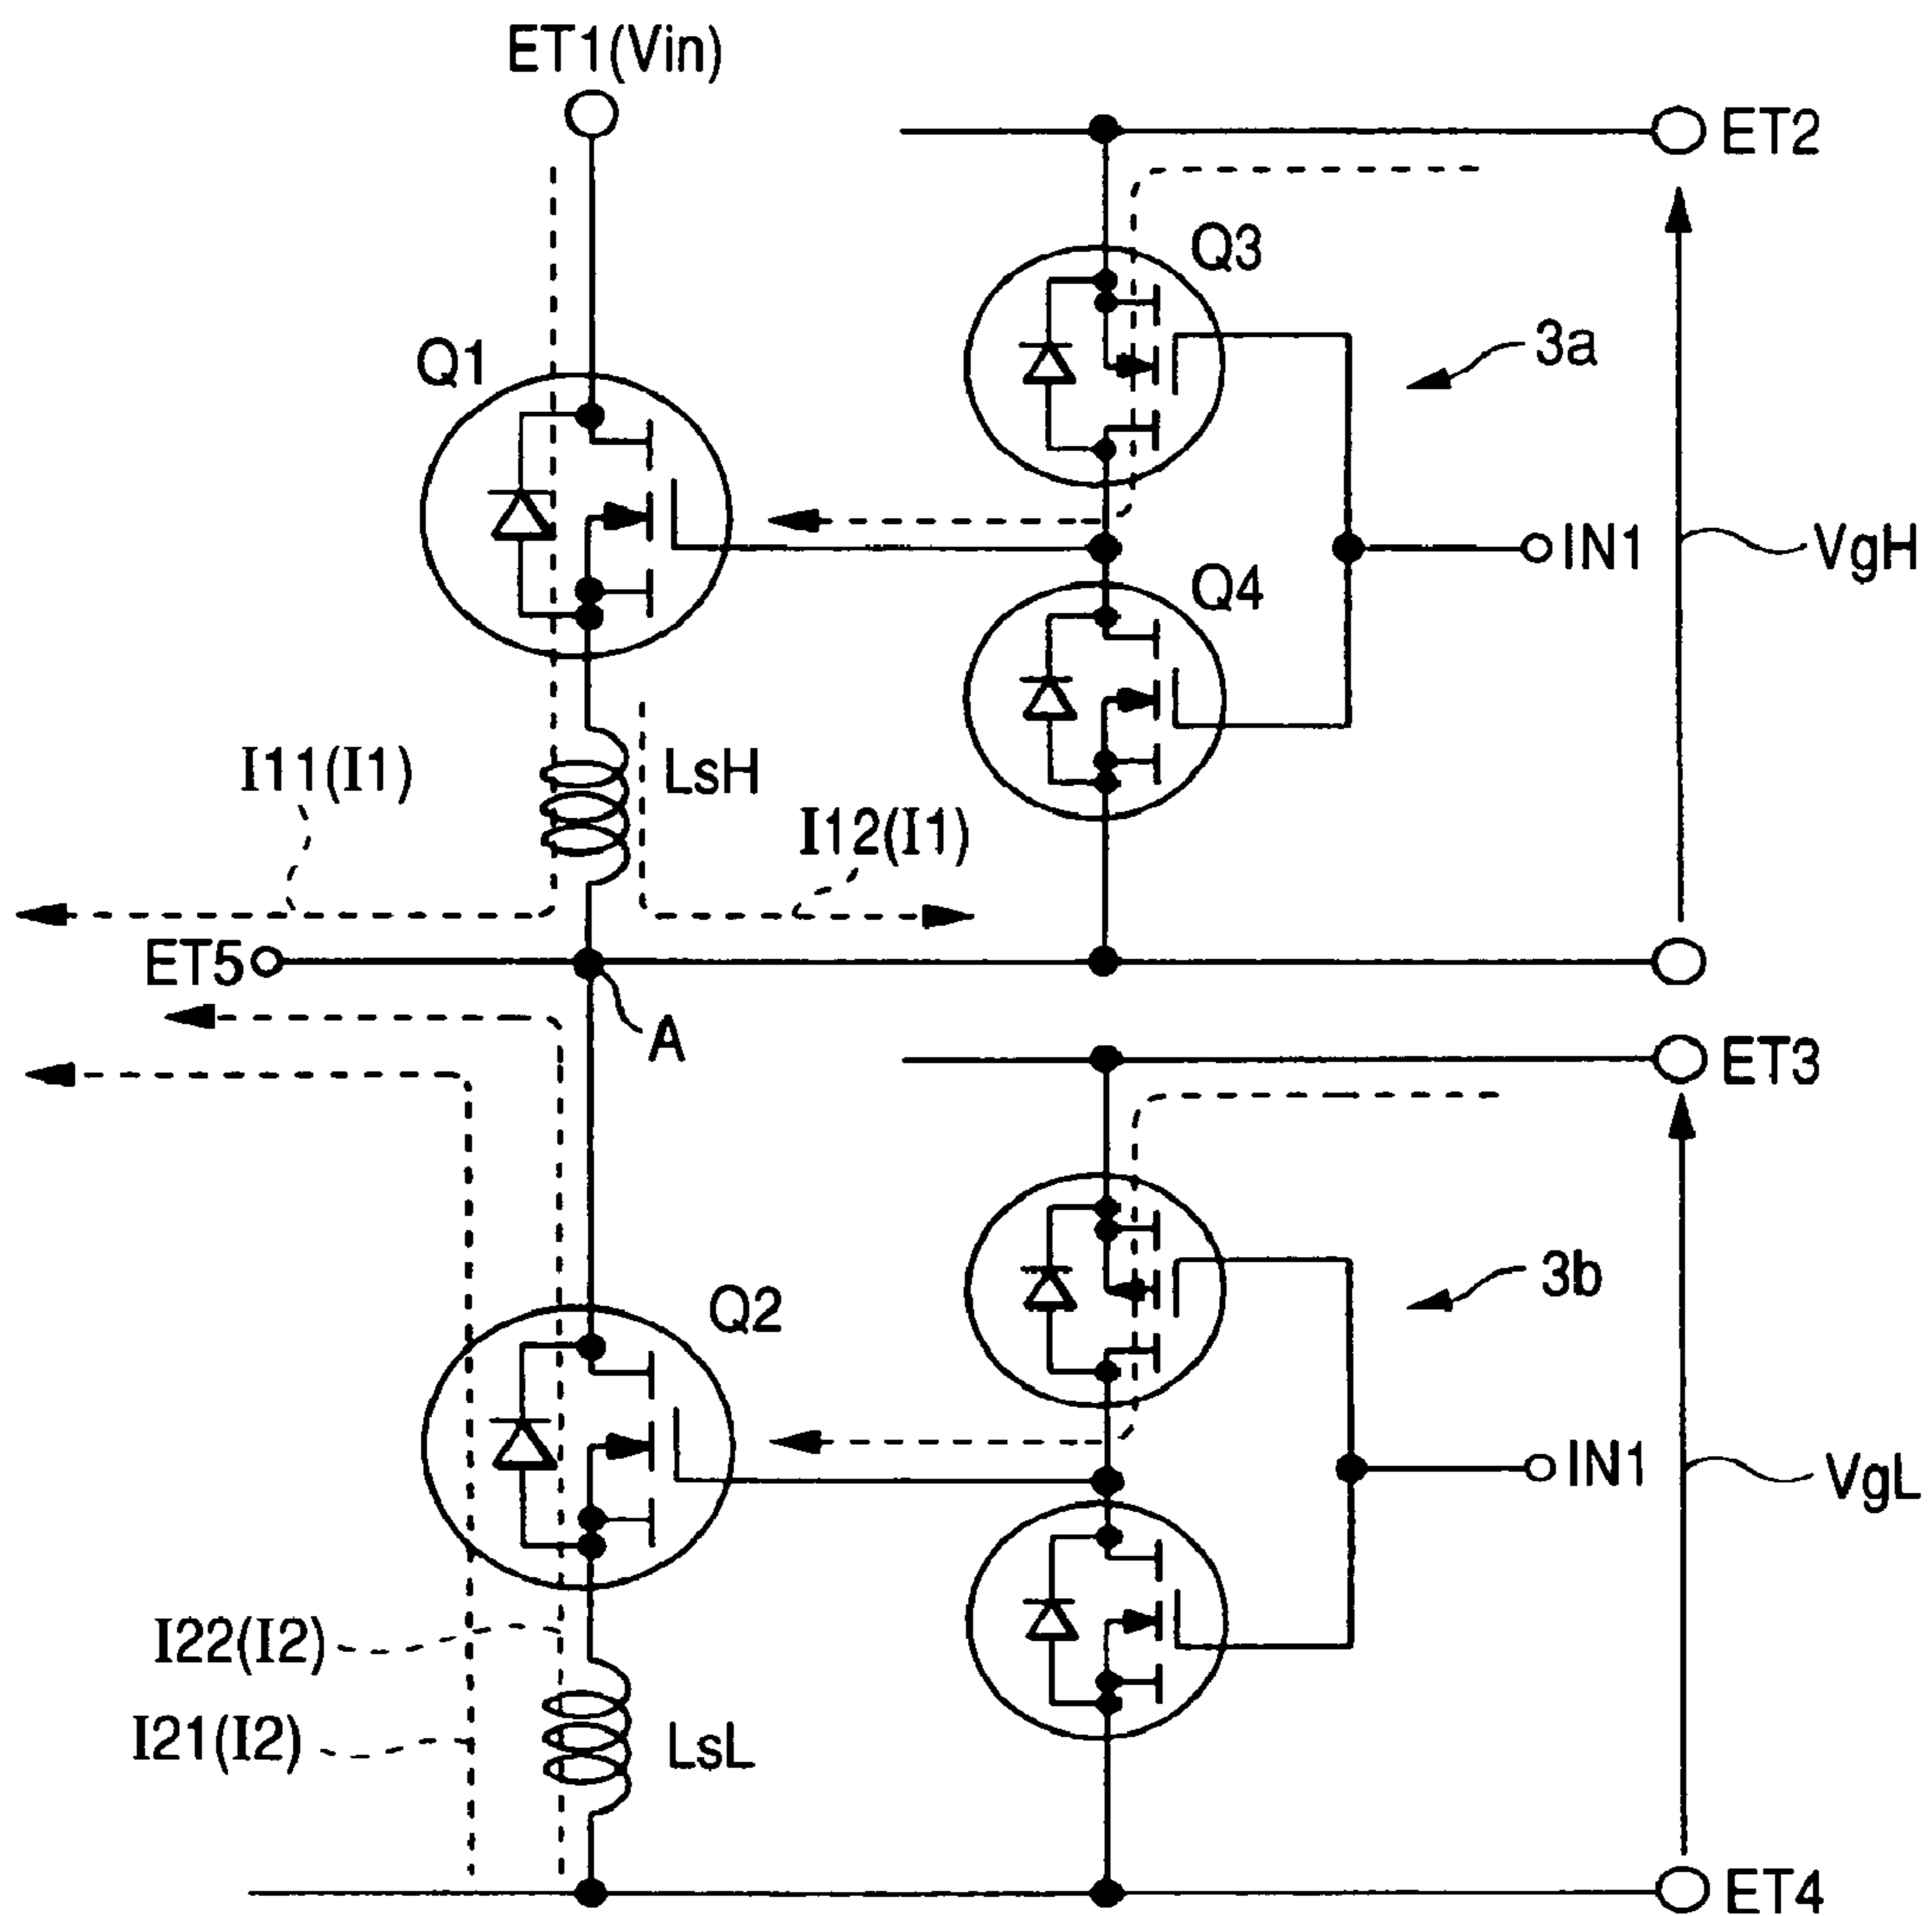 ET1(Vin)
ET2
Q3
3a
Q1
IN1
VgH
Q4
LsH
I11(I1)
I12(I1)
ET5
A
ET3
3b
Q2
IN1
VgL
I22(I2)
I21(I2)
LsL
ET4